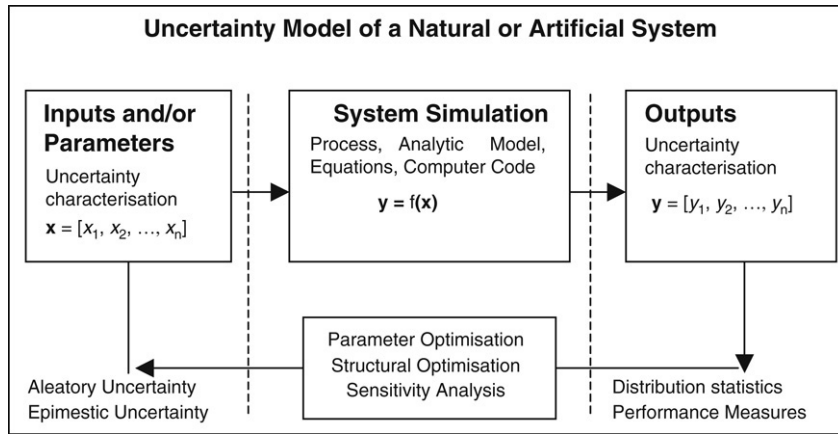 Uncertainty Model of a Natural or Artificial System
Inputs and/or
Parameters
Uncertainty
characterisation
x = [x1, x2, …, xn]
System Simulation
Process, Analytic Model,
Equations, Computer Code
y = f(x)
Outputs
Uncertainty
characterisation
y = [y1, y2, …, yn]
Parameter Optimisation
Structural Optimisation
Sensitivity Analysis
Aleatory Uncertainty
Epimestic Uncertainty
Distribution statistics
Performance Measures